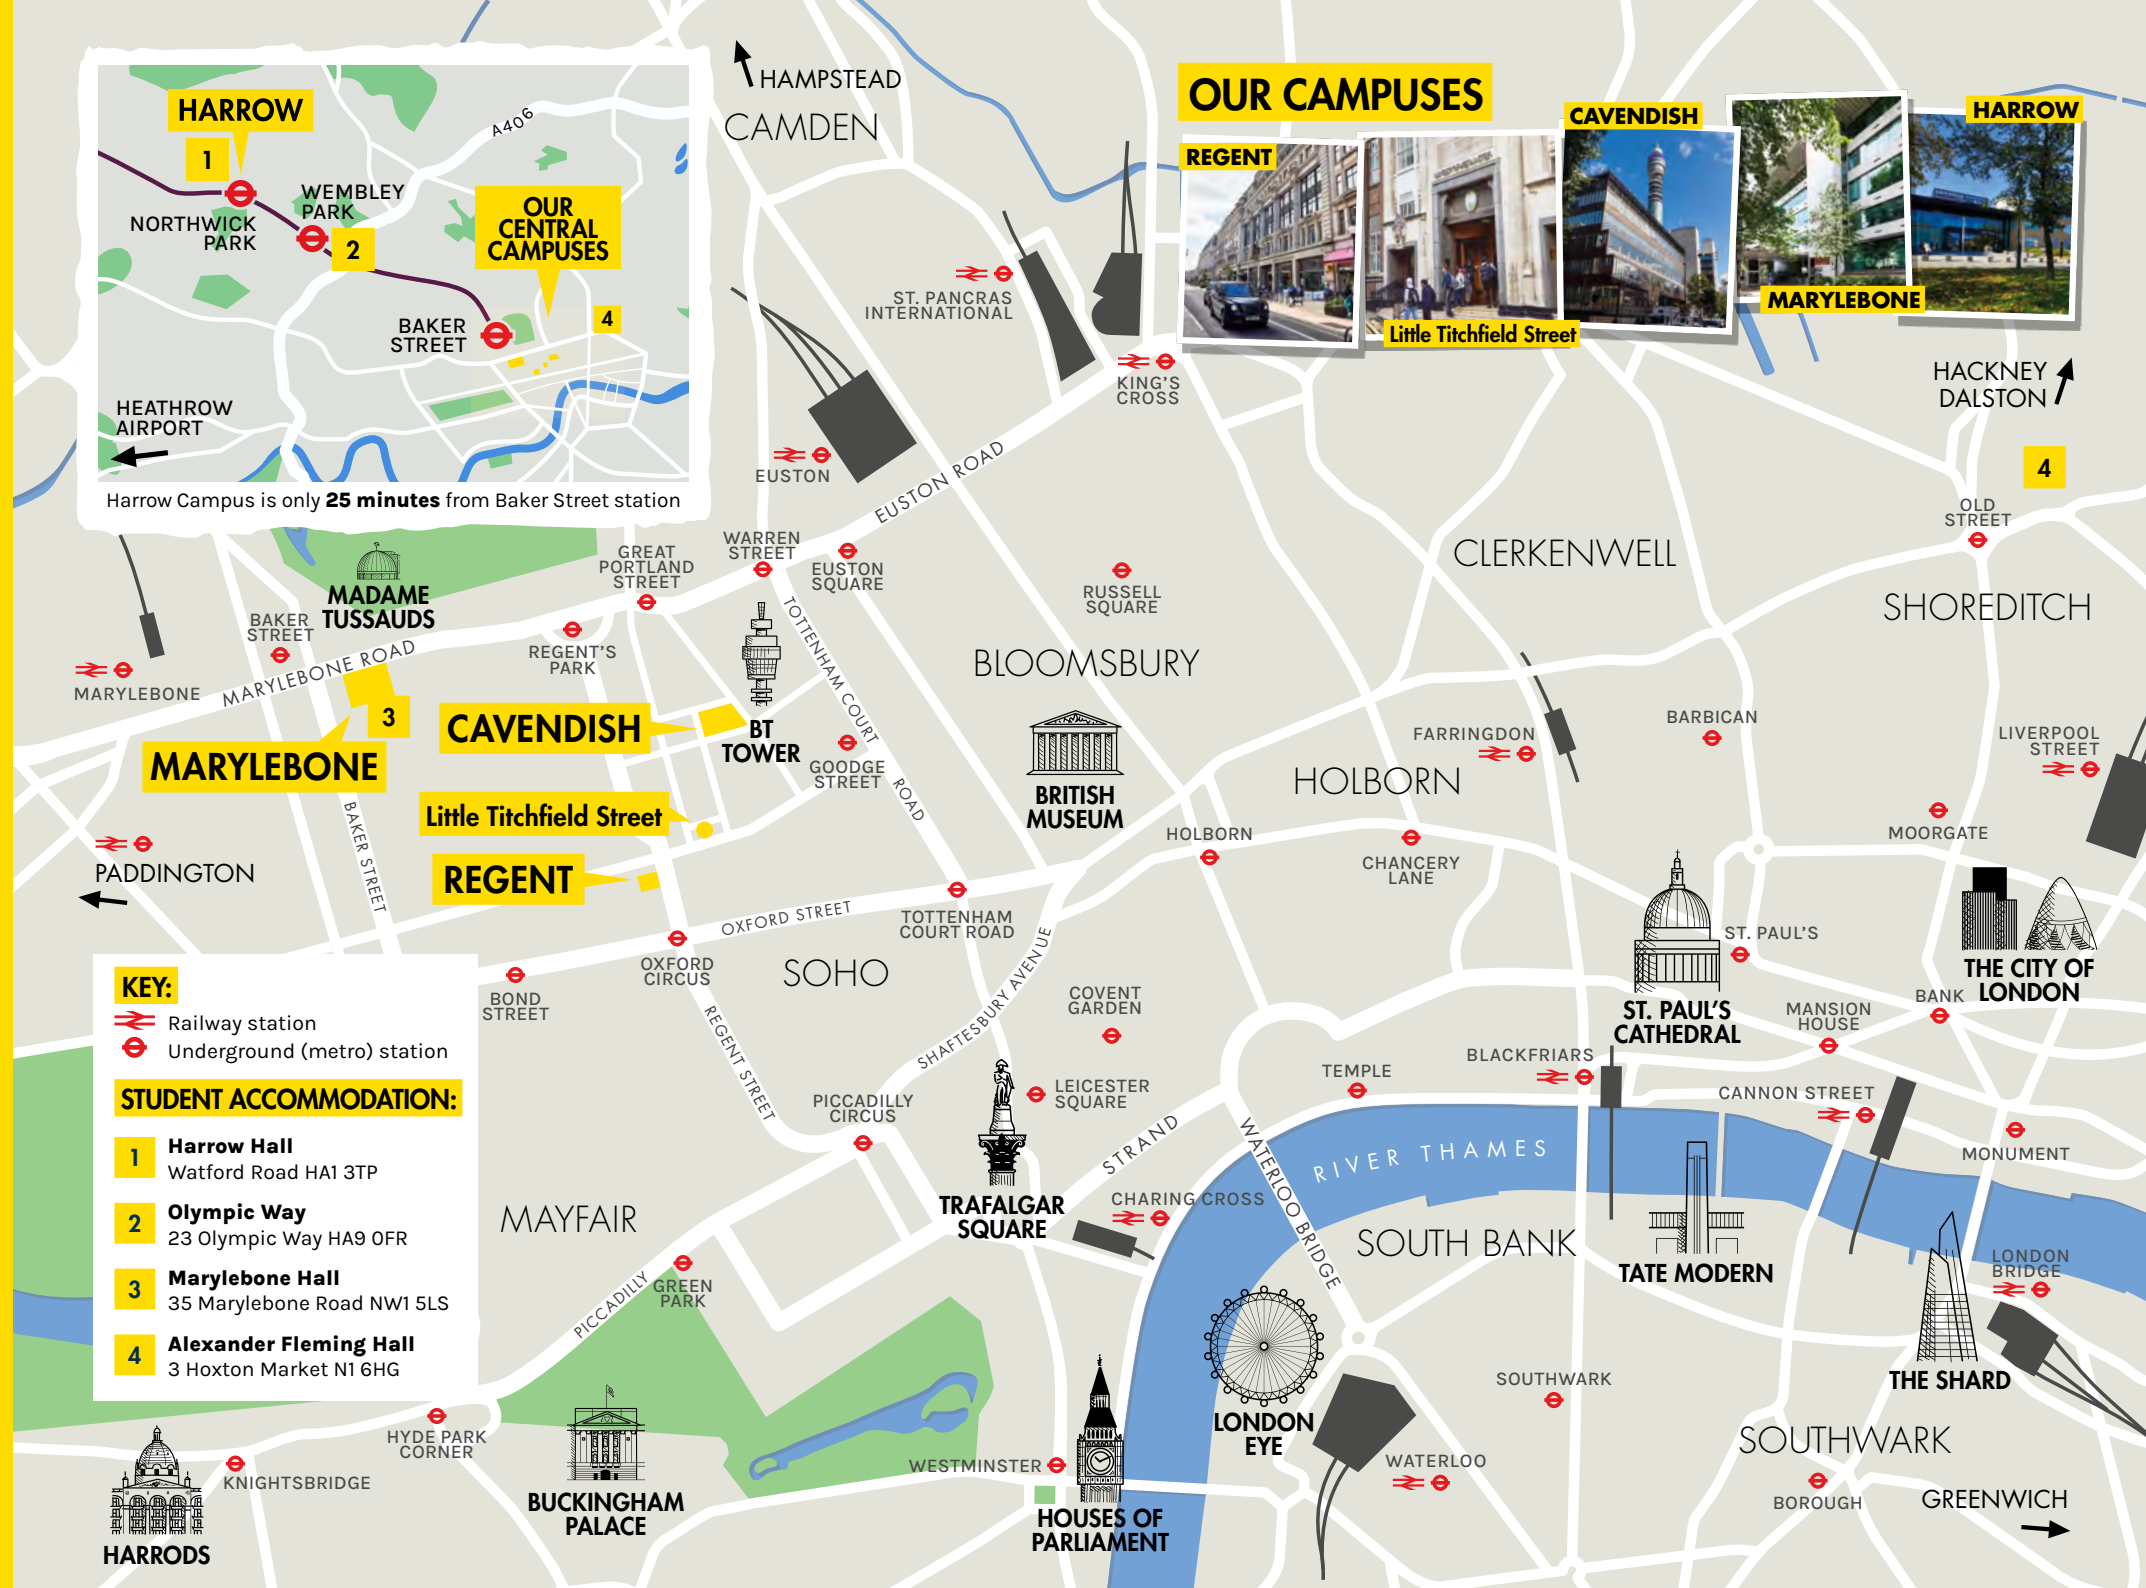 HARROW
1
NORTHWICK
PARK
WEMBLEY
PARK
2
A406
OUR
CENTRAL
CAMPUSES
4
BAKER
STREET
HEATHROW
AIRPORT
Harrow Campus is only 25 minutes from Baker Street station
HAMPSTEAD
CAMDEN
OUR CAMPUSES
REGENT
Little Titchfield Street
CAVENDISH
MARYLEBONE
HARROW
HACKNEY
DALSTON
4
OLD
STREET
SHOREDITCH
ST. PANCRAS
INTERNATIONAL
KING'S
CROSS
EUSTON
EUSTON ROAD
WARREN
STREET
EUSTON
SQUARE
GREAT
PORTLAND
STREET
REGENT'S
PARK
MADAME
TUSSAUDS
BAKER
STREET
MARYLEBONE
MARYLEBONE ROAD
3
MARYLEBONE
CAVENDISH
Little Titchfield Street
REGENT
BT
TOWER
TOTTENHAM COURT
ROAD
GOODGE
STREET
RUSSELL
SQUARE
BLOOMSBURY
BRITISH
MUSEUM
CLERKENWELL
HOLBORN
HOLBORN
FARRINGDON
BARBICAN
CHANCERY
LANE
LIVERPOOL
STREET
MOORGATE
BAKER STREET
PADDINGTON
OXFORD STREET
TOTTENHAM
COURT ROAD
OXFORD
CIRCUS
BOND
STREET
SOHO
REGENT STREET
SHAFTESBURY AVENUE
COVENT
GARDEN
LEICESTER
SQUARE
PICCADILLY
CIRCUS
TRAFALGAR
SQUARE
STRAND
CHARING CROSS
TEMPLE
BLACKFRIARS
ST. PAUL'S
ST. PAUL'S
CATHEDRAL
THE CITY OF
LONDON
BANK
MANSION
HOUSE
CANNON STREET
MONUMENT
RIVER THAMES
WATERLOO BRIDGE
SOUTH BANK
TATE MODERN
LONDON
BRIDGE
THE SHARD
KEY:
Railway station
Underground (metro) station
STUDENT ACCOMMODATION:
1
Harrow Hall
Watford Road HA1 3TP
2
Olympic Way
23 Olympic Way HA9 0FR
3
Marylebone Hall
35 Marylebone Road NW1 5LS
4
Alexander Fleming Hall
3 Hoxton Market N1 6HG
MAYFAIR
PICCADILLY
GREEN
PARK
HYDE PARK
CORNER
KNIGHTSBRIDGE
HARRODS
BUCKINGHAM
PALACE
WESTMINSTER
HOUSES OF
PARLIAMENT
LONDON
EYE
WATERLOO
SOUTHWARK
SOUTHWARK
BOROUGH
GREENWICH